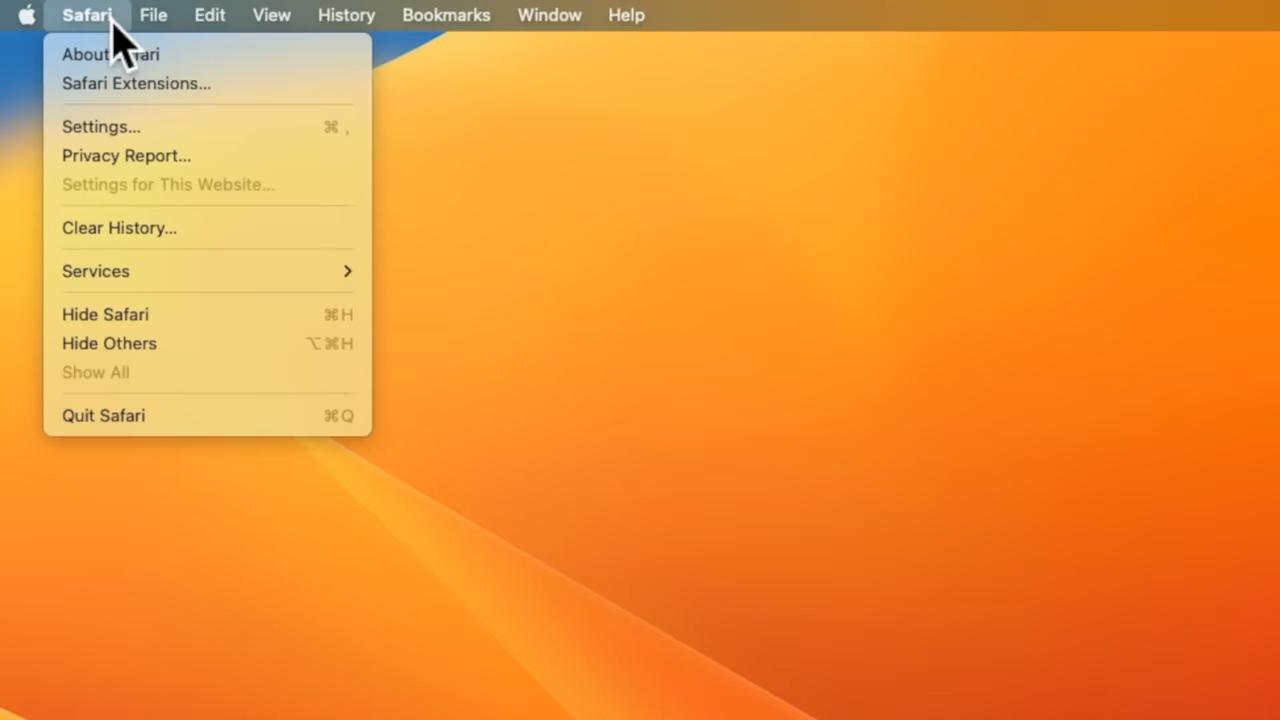 Safari File Edit View History Bookmarks Window Help
About Safari
Safari Extensions...
Settings... ⌘ ,
Privacy Report...
Settings for This Website...
Clear History...
Services
Hide Safari ⌘H
Hide Others ⌥⌘H
Show All
Quit Safari ⌘Q